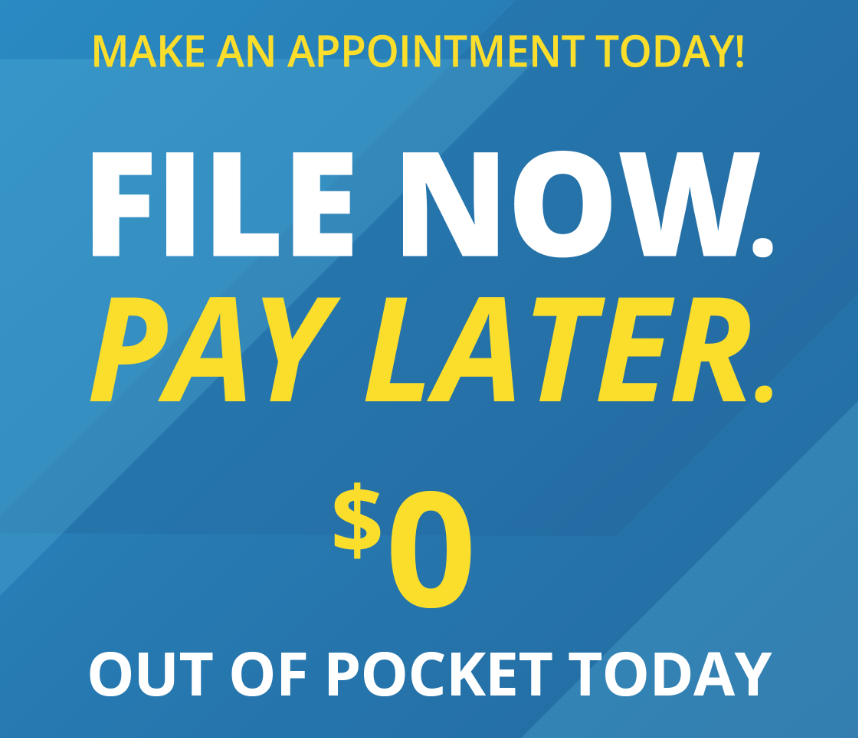 MAKE AN APPOINTMENT TODAY!
FILE NOW.
PAY LATER.
$0
OUT OF POCKET TODAY